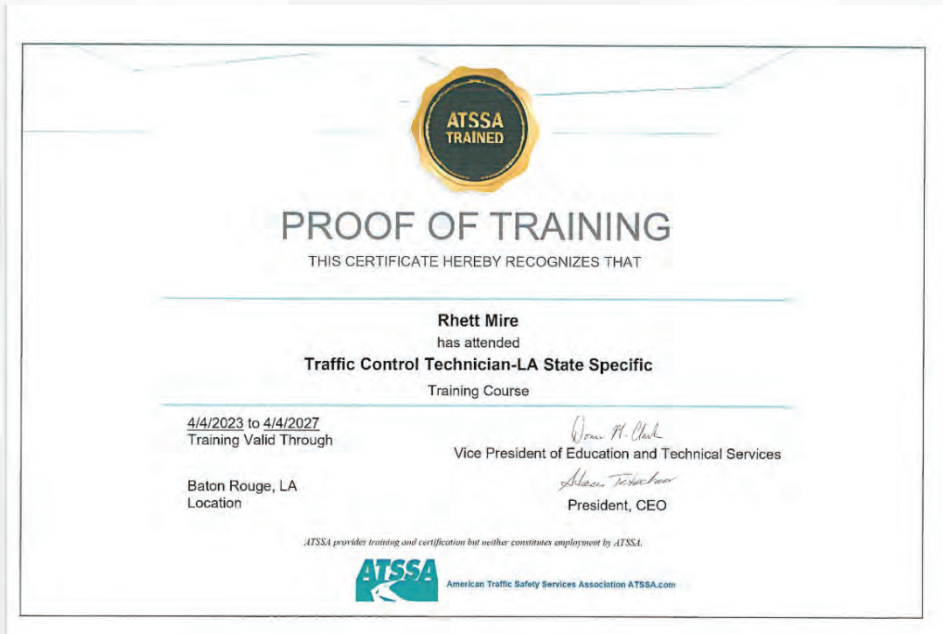 ATSSA
TRAINED
PROOF OF TRAINING
THIS CERTIFICATE HEREBY RECOGNIZES THAT
Rhett Mire
has attended
Traffic Control Technician-LA State Specific
Training Course
4/4/2023 to 4/4/2027
Training Valid Through
Vice President of Education and Technical Services
Baton Rouge, LA
Location
President, CEO
ATSSA provides training and certification but neither constitutes employment by ATSSA.
ATSSA
American Traffic Safety Services Association ATSSA.com